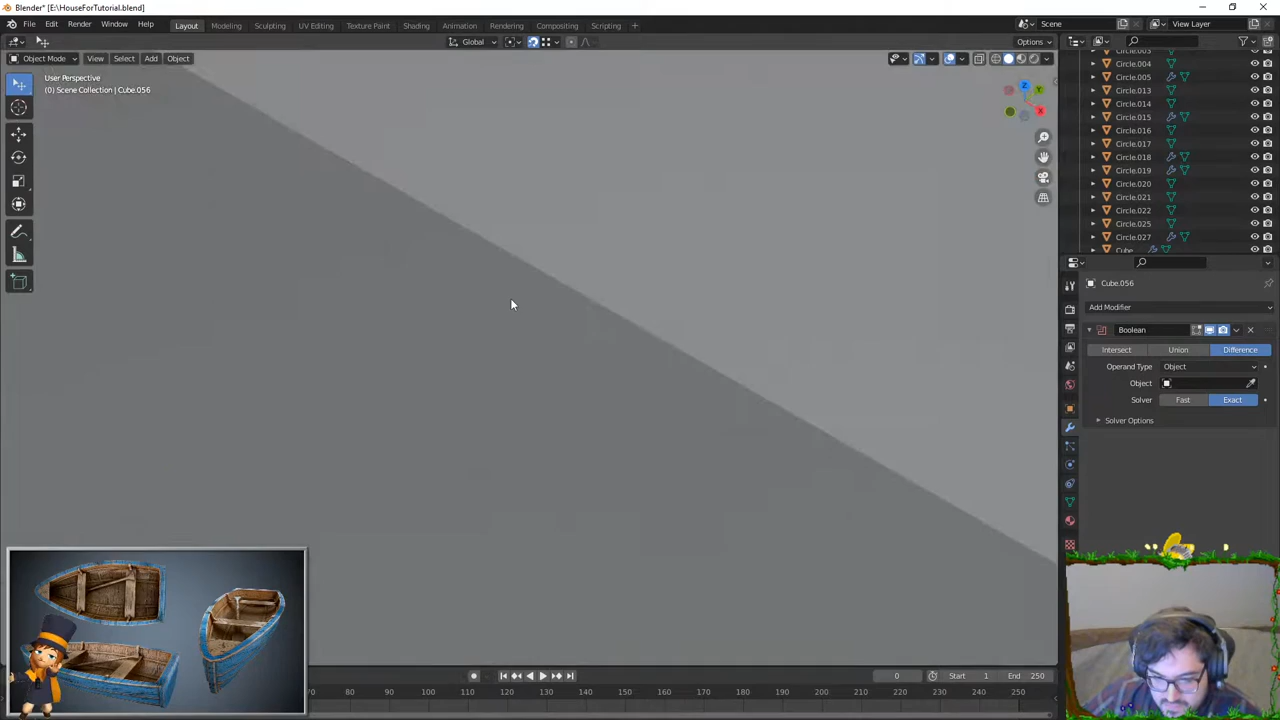 Blender* [E:\HouseForTutorial.blend]
File Edit Render Window Help Layout Modeling Sculpting UV Editing Texture Paint Shading Animation Rendering Compositing Scripting + Scene View Layer
Global Options
Object Mode View Select Add Object
User Perspective
(0) Scene Collection | Cube.056
Z
Y
X
Circle.003
Circle.004
Circle.005
Circle.013
Circle.014
Circle.015
Circle.016
Circle.017
Circle.018
Circle.019
Circle.020
Circle.021
Circle.022
Circle.025
Circle.027
Cube
Cube.056
Add Modifier
Boolean
Intersect Union Difference
Operand Type Object
Object
Solver Fast Exact
Solver Options
0 Start 1 End 250
70 80 90 100 110 120 130 140 150 160 170 180 190 200 210 220 230 240 250